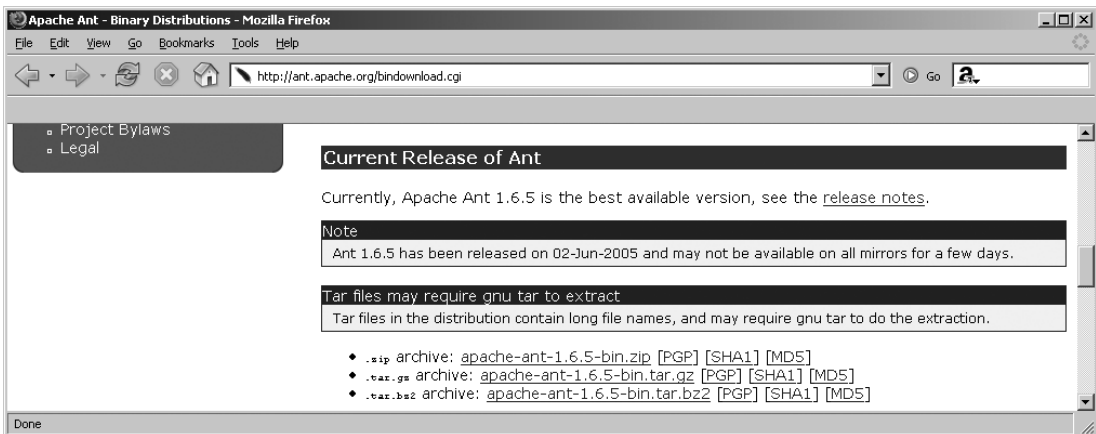 Apache Ant - Binary Distributions - Mozilla Firefox
File Edit View Go Bookmarks Tools Help
http://ant.apache.org/bindownload.cgi Go a
Project Bylaws
Legal
Current Release of Ant
Currently, Apache Ant 1.6.5 is the best available version, see the release notes.
Note
Ant 1.6.5 has been released on 02-Jun-2005 and may not be available on all mirrors for a few days.
Tar files may require gnu tar to extract
Tar files in the distribution contain long file names, and may require gnu tar to do the extraction.
.zip archive: apache-ant-1.6.5-bin.zip [PGP] [SHA1] [MD5]
.tar.gz archive: apache-ant-1.6.5-bin.tar.gz [PGP] [SHA1] [MD5]
.tar.bz2 archive: apache-ant-1.6.5-bin.tar.bz2 [PGP] [SHA1] [MD5]
Done